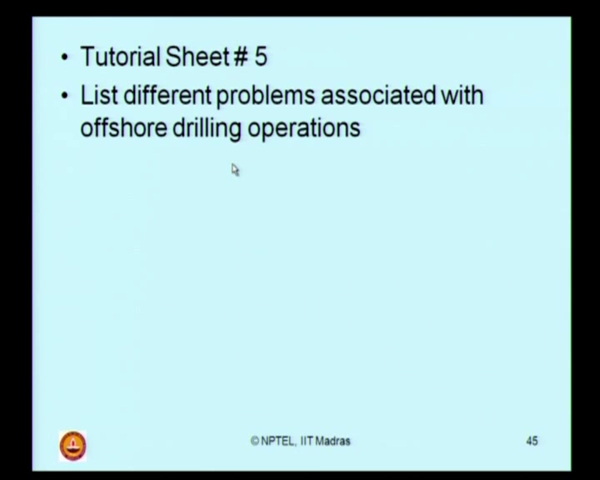 • Tutorial Sheet # 5
• List different problems associated with
offshore drilling operations
© NPTEL, IIT Madras
45